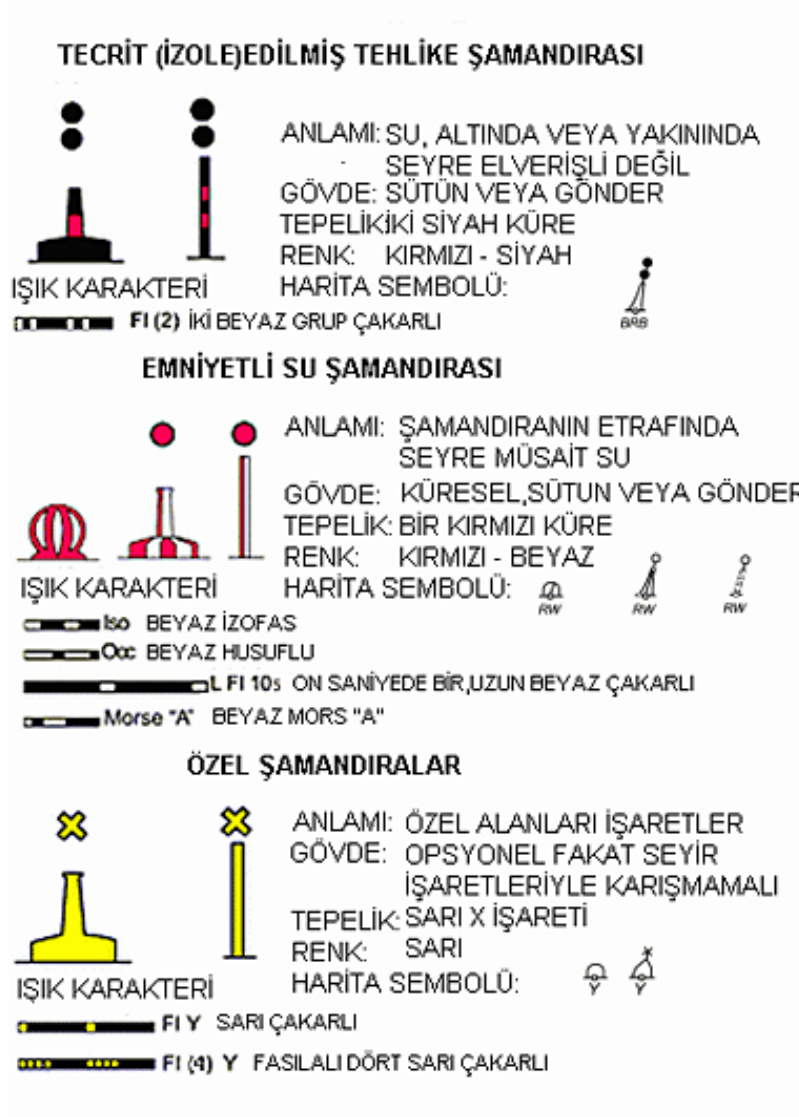 TECRİT (İZOLE)EDİLMİŞ TEHLİKE ŞAMANDIRASI
ANLAMI: SU, ALTINDA VEYA YAKININDA
SEYRE ELVERİŞLİ DEĞİL
GÖVDE: SÜTÜN VEYA GÖNDER
TEPELİK:İKİ SİYAH KÜRE
RENK: KIRMIZI - SİYAH
IŞIK KARAKTERİ HARİTA SEMBOLÜ:
BRB
Fl (2) İKİ BEYAZ GRUP ÇAKARLI
EMNİYETLİ SU ŞAMANDIRASI
ANLAMI: ŞAMANDIRANIN ETRAFINDA
SEYRE MÜSAİT SU
GÖVDE: KÜRESEL,SÜTUN VEYA GÖNDER
TEPELİK: BİR KIRMIZI KÜRE
RENK: KIRMIZI - BEYAZ
IŞIK KARAKTERİ HARİTA SEMBOLÜ:
RW RW RW
Iso BEYAZ İZOFAS
Occ BEYAZ HUSUFLU
L Fl 10s ON SANİYEDE BİR,UZUN BEYAZ ÇAKARLI
Morse "A" BEYAZ MORS "A"
ÖZEL ŞAMANDIRALAR
ANLAMI: ÖZEL ALANLARI İŞARETLER
GÖVDE: OPSYONEL FAKAT SEYİR
İŞARETLERİYLE KARIŞMAMALI
TEPELİK: SARI X İŞARETİ
RENK: SARI
IŞIK KARAKTERİ HARİTA SEMBOLÜ:
Y Y
Fl Y SARI ÇAKARLI
Fl (4) Y FASILALI DÖRT SARI ÇAKARLI